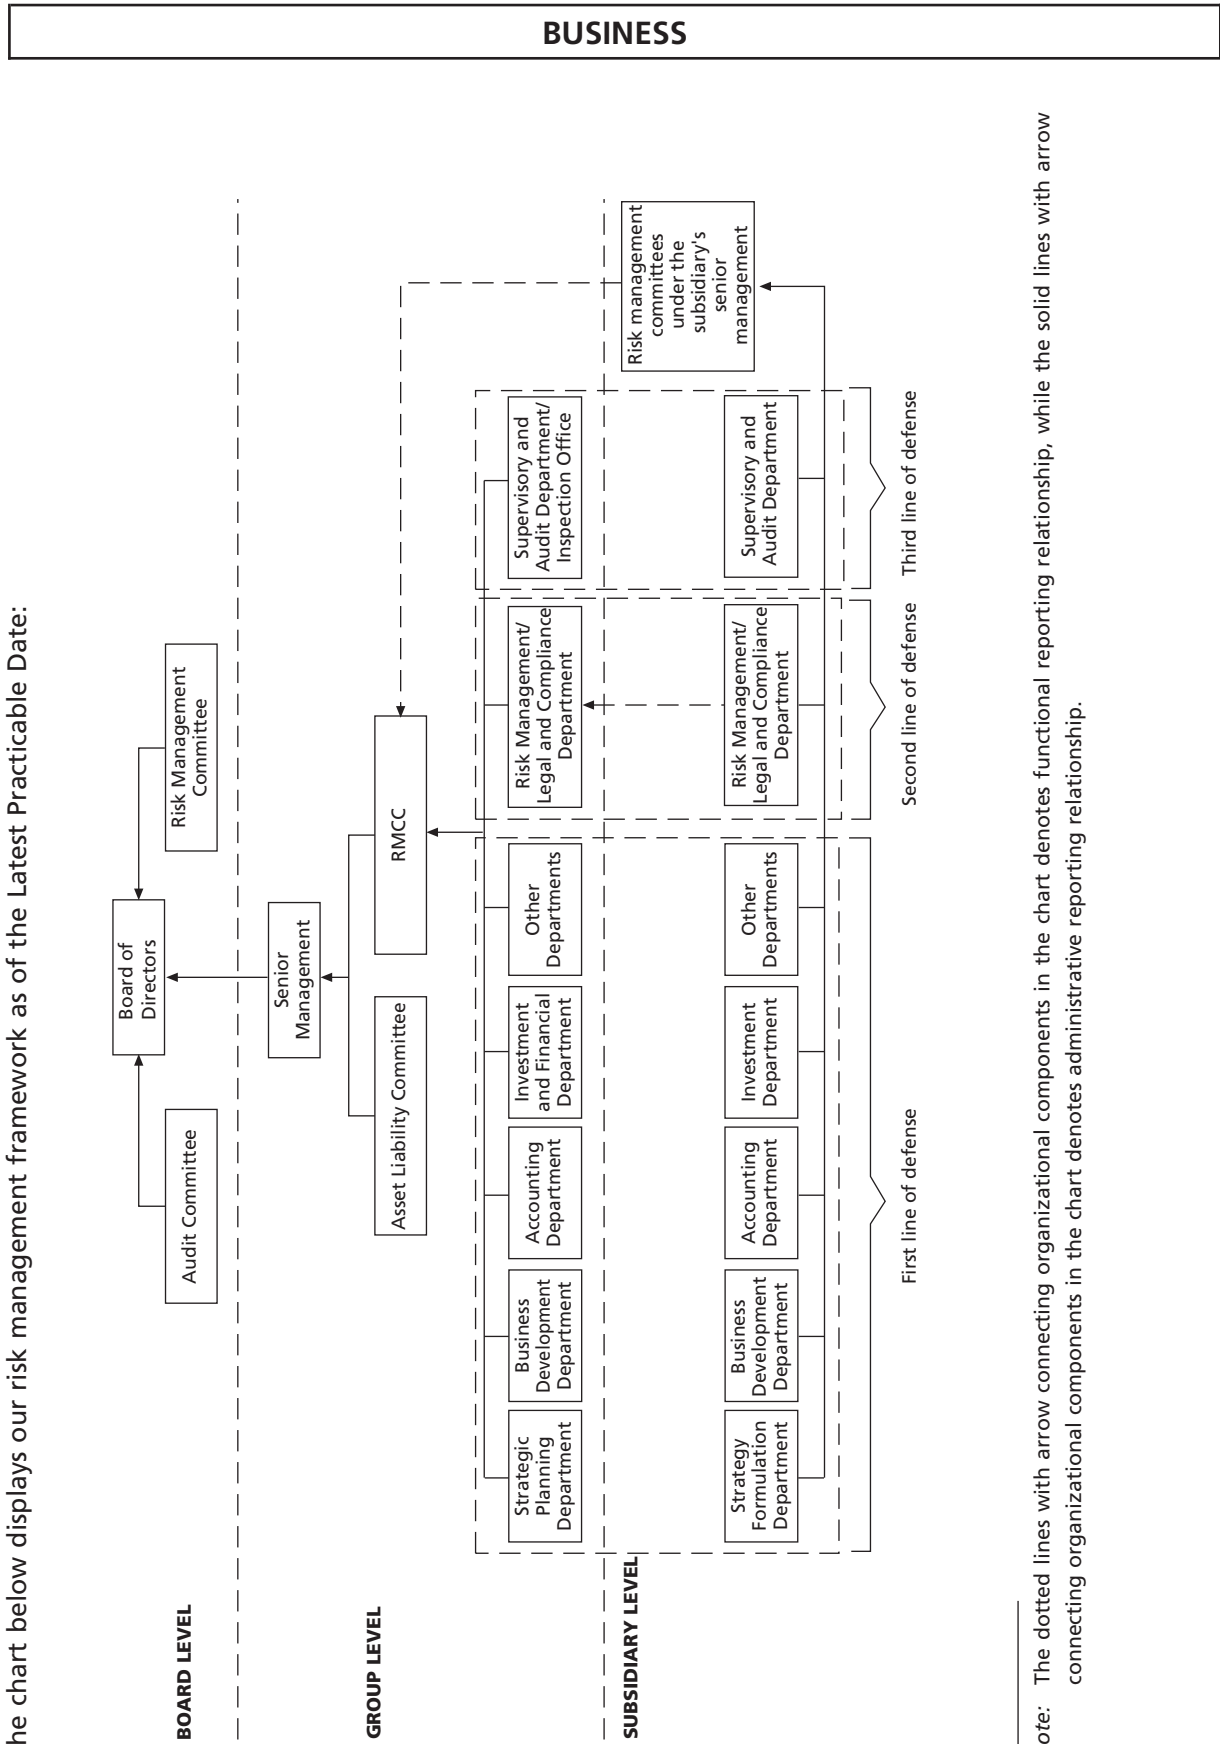 BUSINESS
he chart below displays our risk management framework as of the Latest Practicable Date:
BOARD LEVEL
Board of
Directors
Audit Committee
Risk Management
Committee
GROUP LEVEL
Senior
Management
Asset Liability Committee
RMCC
Strategic
Planning
Department
Business
Development
Department
Accounting
Department
Investment
and Financial
Department
Other
Departments
Risk Management/
Legal and Compliance
Department
Supervisory and
Audit Department/
Inspection Office
SUBSIDIARY LEVEL
Risk management
committees
under the
subsidiary's
senior
management
Strategy
Formulation
Department
Business
Development
Department
Accounting
Department
Investment
Department
Other
Departments
Risk Management/
Legal and Compliance
Department
Supervisory and
Audit Department
First line of defense
Second line of defense
Third line of defense
ote: The dotted lines with arrow connecting organizational components in the chart denotes functional reporting relationship, while the solid lines with arrow
connecting organizational components in the chart denotes administrative reporting relationship.